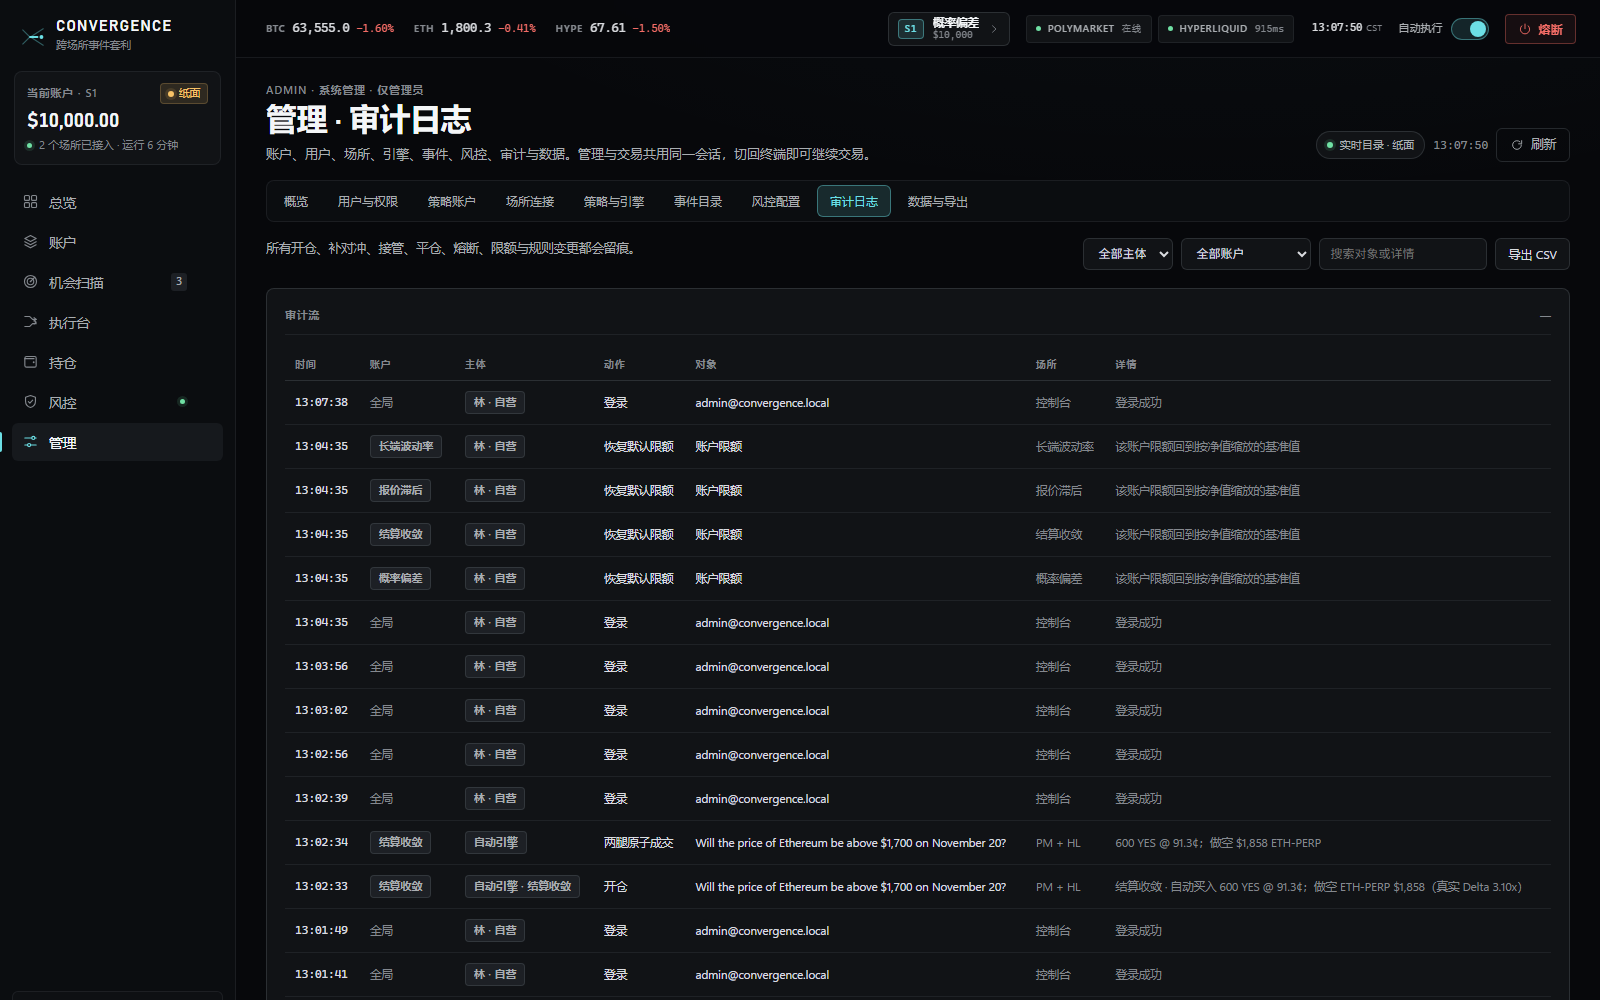 CONVERGENCE
跨场所事件套利
BTC 63,555.0 −1.60% ETH 1,800.3 −0.41% HYPE 67.61 −1.50%
S1 概率偏差 $10,000
POLYMARKET 在线
HYPERLIQUID 915ms
13:07:50 CST
自动执行
熔断
当前账户 · S1
纸面
$10,000.00
2 个场所已接入 · 运行 6 分钟
总览
账户
机会扫描 3
执行台
持仓
风控
管理
ADMIN · 系统管理 · 仅管理员
管理 · 审计日志
账户、用户、场所、引擎、事件、风控、审计与数据。管理与交易共用同一会话，切回终端即可继续交易。
实时目录 · 纸面 13:07:50 刷新
概览 用户与权限 策略账户 场所连接 策略与引擎 事件目录 风控配置 审计日志 数据与导出
所有开仓、补对冲、接管、平仓、熔断、限额与规则变更都会留痕。
全部主体 全部账户 搜索对象或详情 导出 CSV
审计流 —
时间 账户 主体 动作 对象 场所 详情
13:07:38 全局 林 · 自营 登录 admin@convergence.local 控制台 登录成功
13:04:35 长端波动率 林 · 自营 恢复默认限额 账户限额 长端波动率 该账户限额回到按净值缩放的基准值
13:04:35 报价滞后 林 · 自营 恢复默认限额 账户限额 报价滞后 该账户限额回到按净值缩放的基准值
13:04:35 结算收敛 林 · 自营 恢复默认限额 账户限额 结算收敛 该账户限额回到按净值缩放的基准值
13:04:35 概率偏差 林 · 自营 恢复默认限额 账户限额 概率偏差 该账户限额回到按净值缩放的基准值
13:04:35 全局 林 · 自营 登录 admin@convergence.local 控制台 登录成功
13:03:56 全局 林 · 自营 登录 admin@convergence.local 控制台 登录成功
13:03:02 全局 林 · 自营 登录 admin@convergence.local 控制台 登录成功
13:02:56 全局 林 · 自营 登录 admin@convergence.local 控制台 登录成功
13:02:39 全局 林 · 自营 登录 admin@convergence.local 控制台 登录成功
13:02:34 结算收敛 自动引擎 两腿原子成交 Will the price of Ethereum be above $1,700 on November 20? PM + HL 600 YES @ 91.3¢；做空 $1,858 ETH-PERP
13:02:33 结算收敛 自动引擎 · 结算收敛 开仓 Will the price of Ethereum be above $1,700 on November 20? PM + HL 结算收敛 · 自动买入 600 YES @ 91.3¢；做空 ETH-PERP $1,858（真实 Delta 3.10x）
13:01:49 全局 林 · 自营 登录 admin@convergence.local 控制台 登录成功
13:01:41 全局 林 · 自营 登录 admin@convergence.local 控制台 登录成功